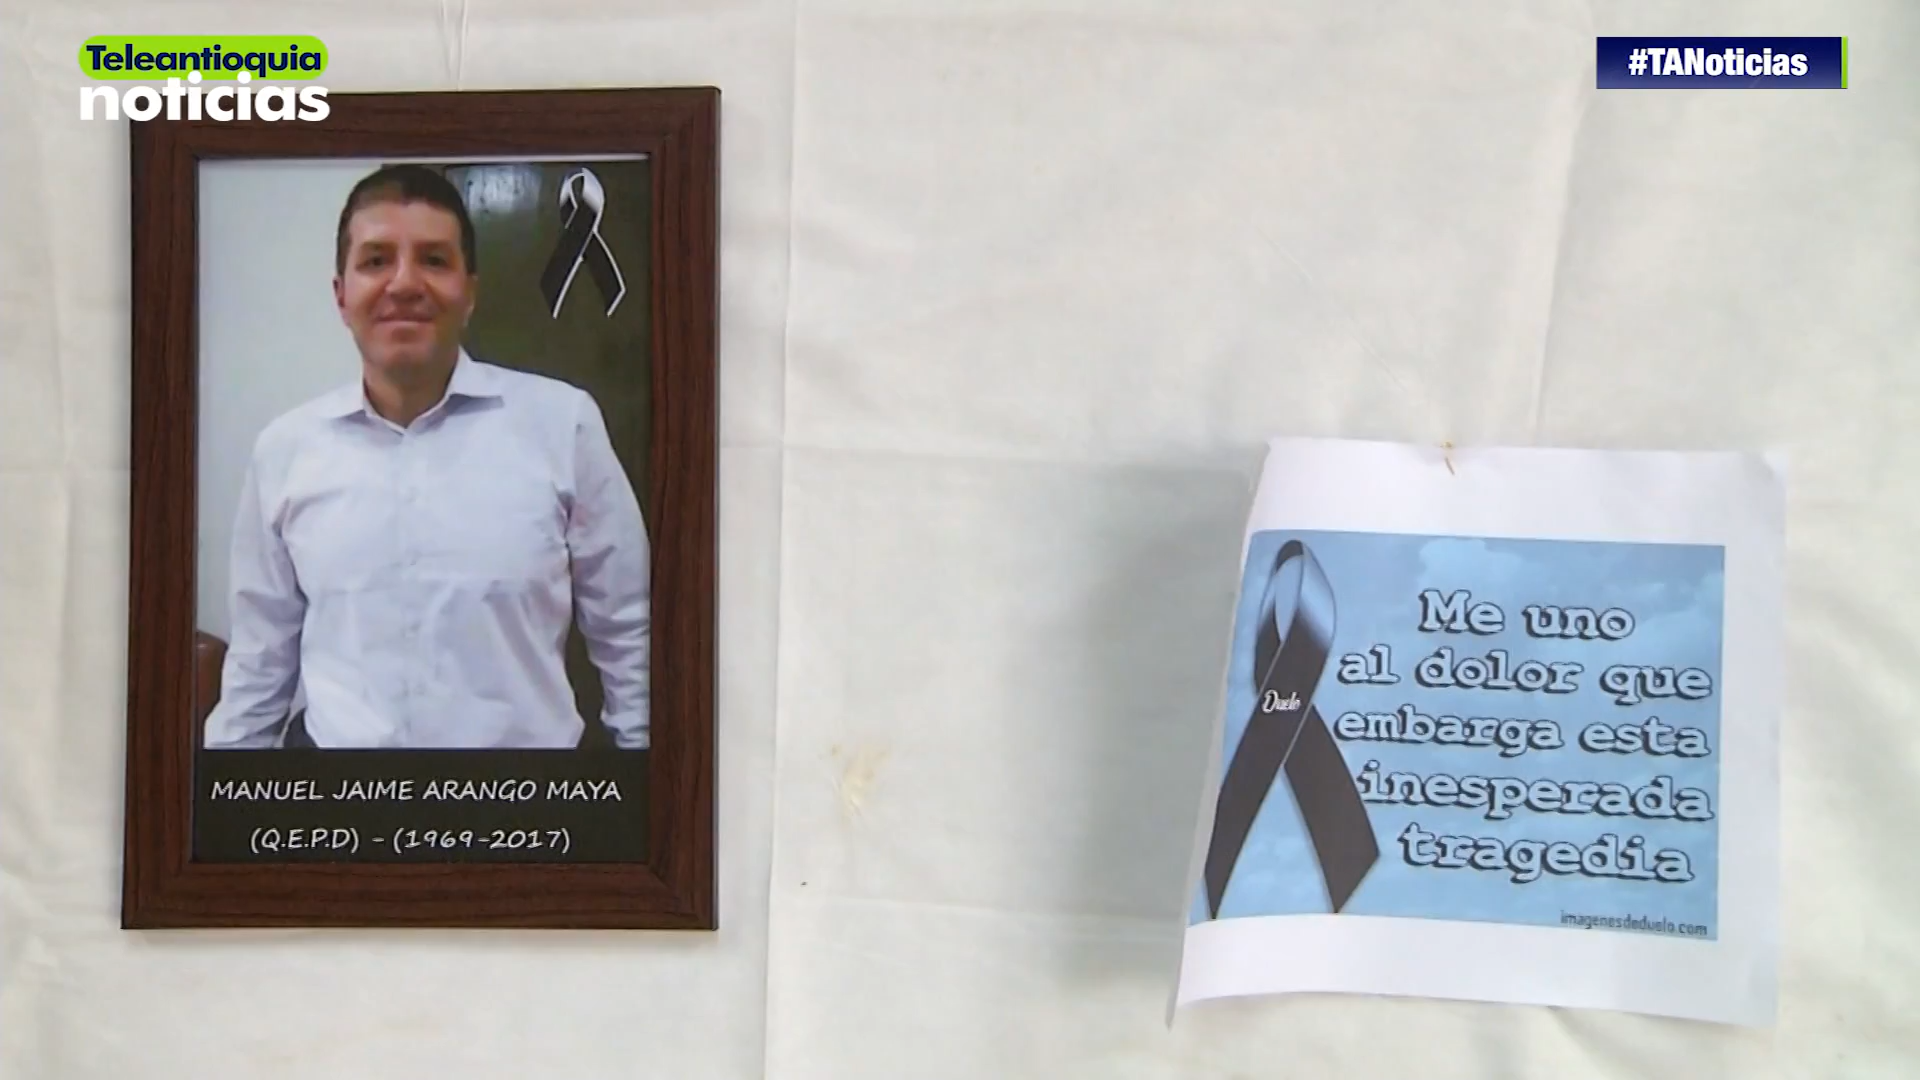 Teleantioquia
noticias
#TANoticias
MANUEL JAIME ARANGO MAYA
(Q.E.P.D) - (1969-2017)
Me uno
al dolor que
embarga esta
inesperada
tragedia
Duelo
imagenesdeduelo.com